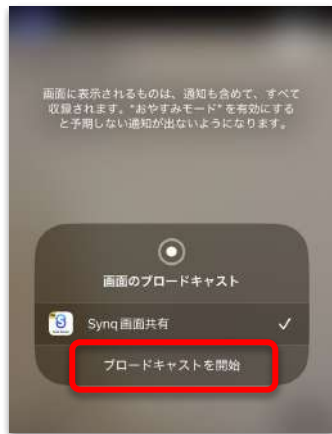 画面に表示されるものは、通知も含めて、すべて
収録されます。"おやすみモード"を有効にする
と予期しない通知が出ないようになります。
画面のブロードキャスト
Synq画面共有
ブロードキャストを開始